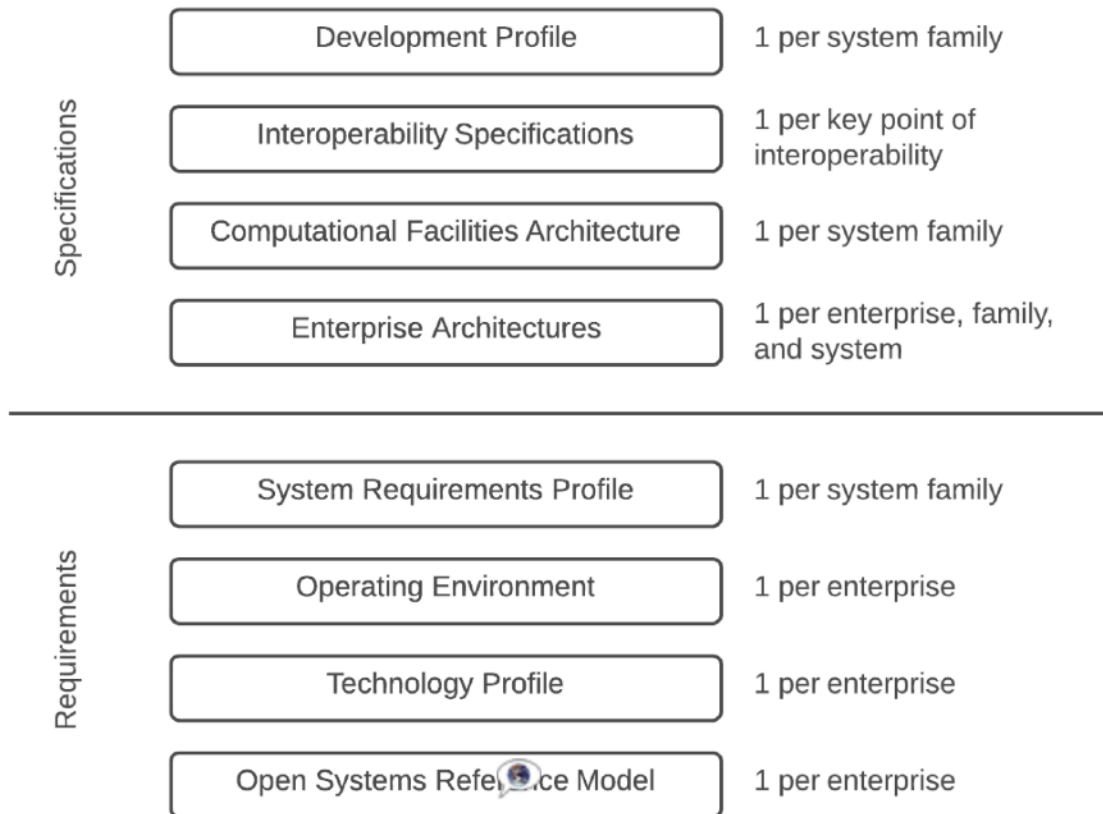 Specifications
Development Profile
1 per system family
Interoperability Specifications
1 per key point of
interoperability
Computational Facilities Architecture
1 per system family
Enterprise Architectures
1 per enterprise, family,
and system
Requirements
System Requirements Profile
1 per system family
Operating Environment
1 per enterprise
Technology Profile
1 per enterprise
Open Systems Reference Model
1 per enterprise